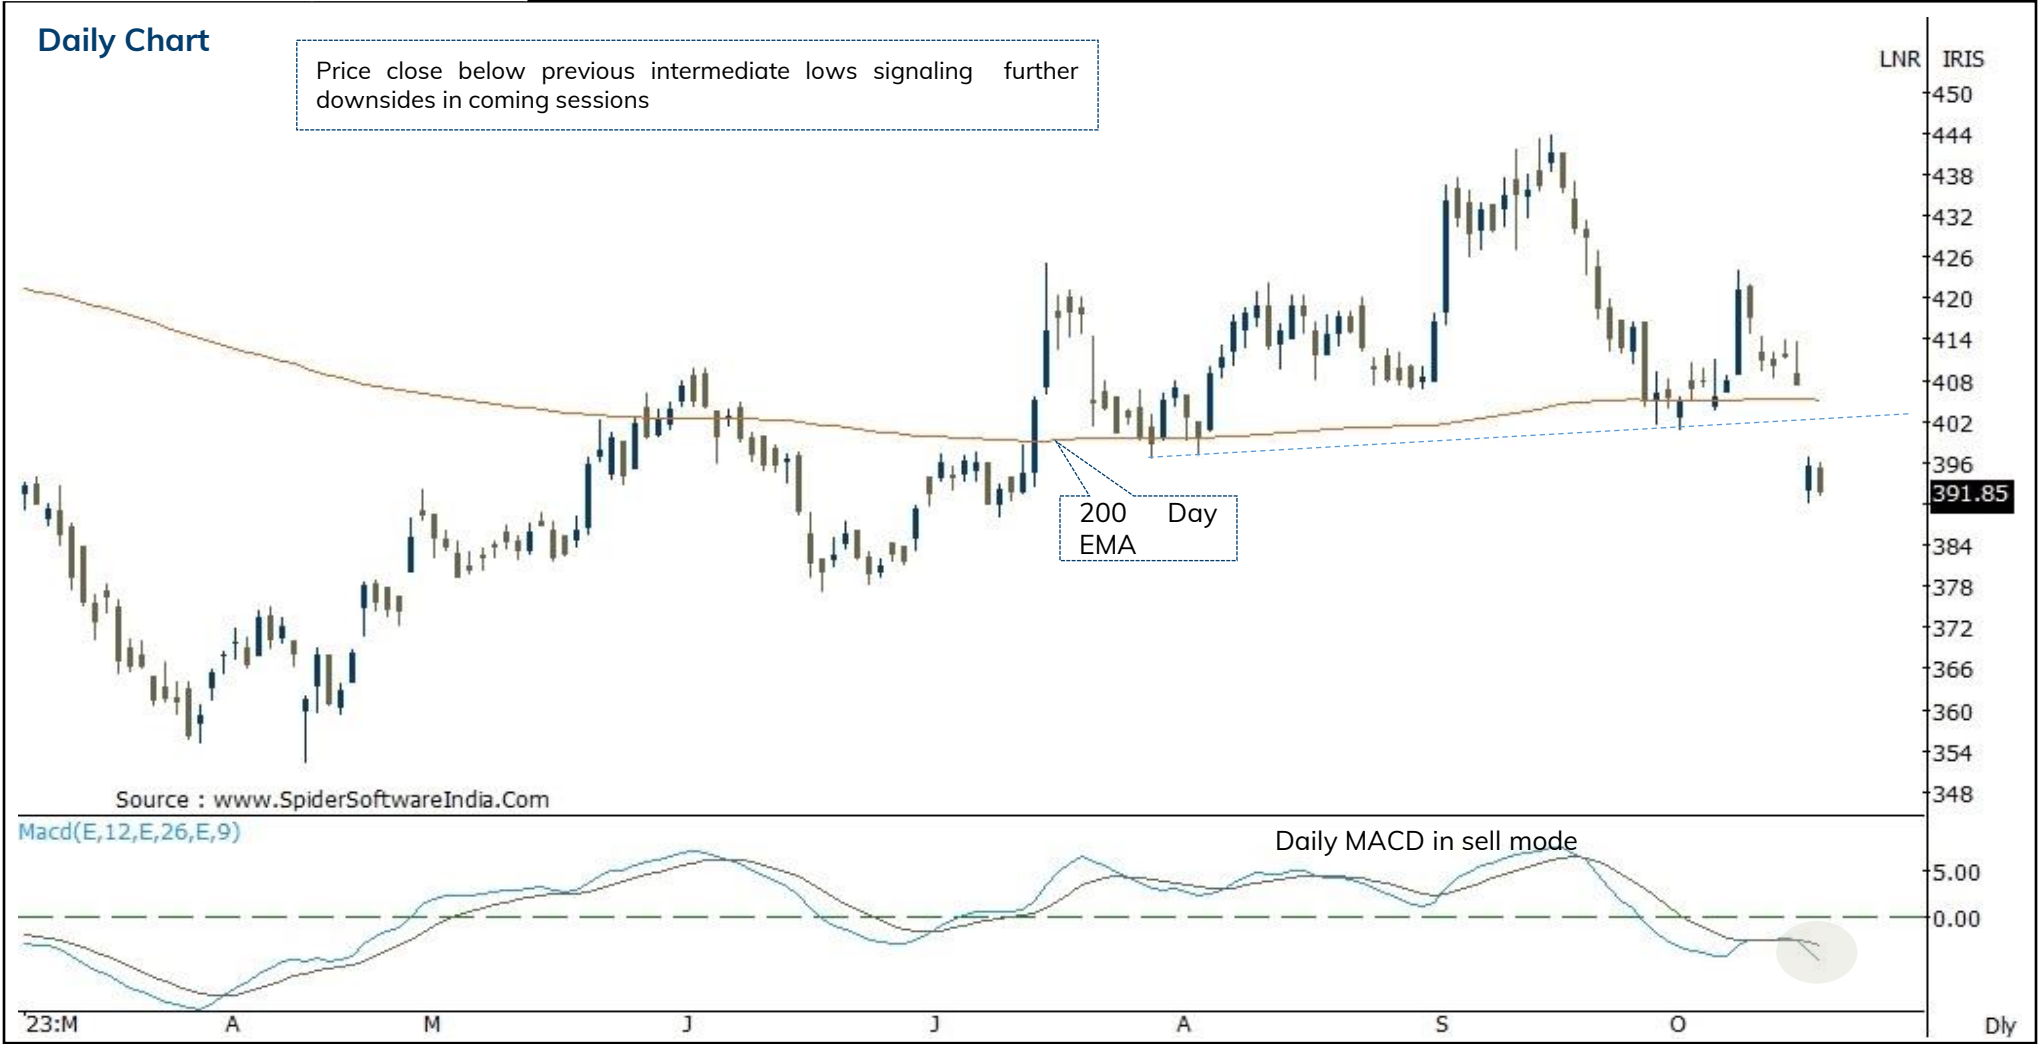 Daily Chart
Price close below previous intermediate lows signaling further
downsides in coming sessions
LNR IRIS
450
444
438
432
426
420
414
408
402
396
391.85
384
378
372
366
360
354
348
200 Day
EMA
Source : www.SpiderSoftwareIndia.Com
Macd(E,12,E,26,E,9)
Daily MACD in sell mode
5.00
0.00
'23:M A M J J A S O Dly